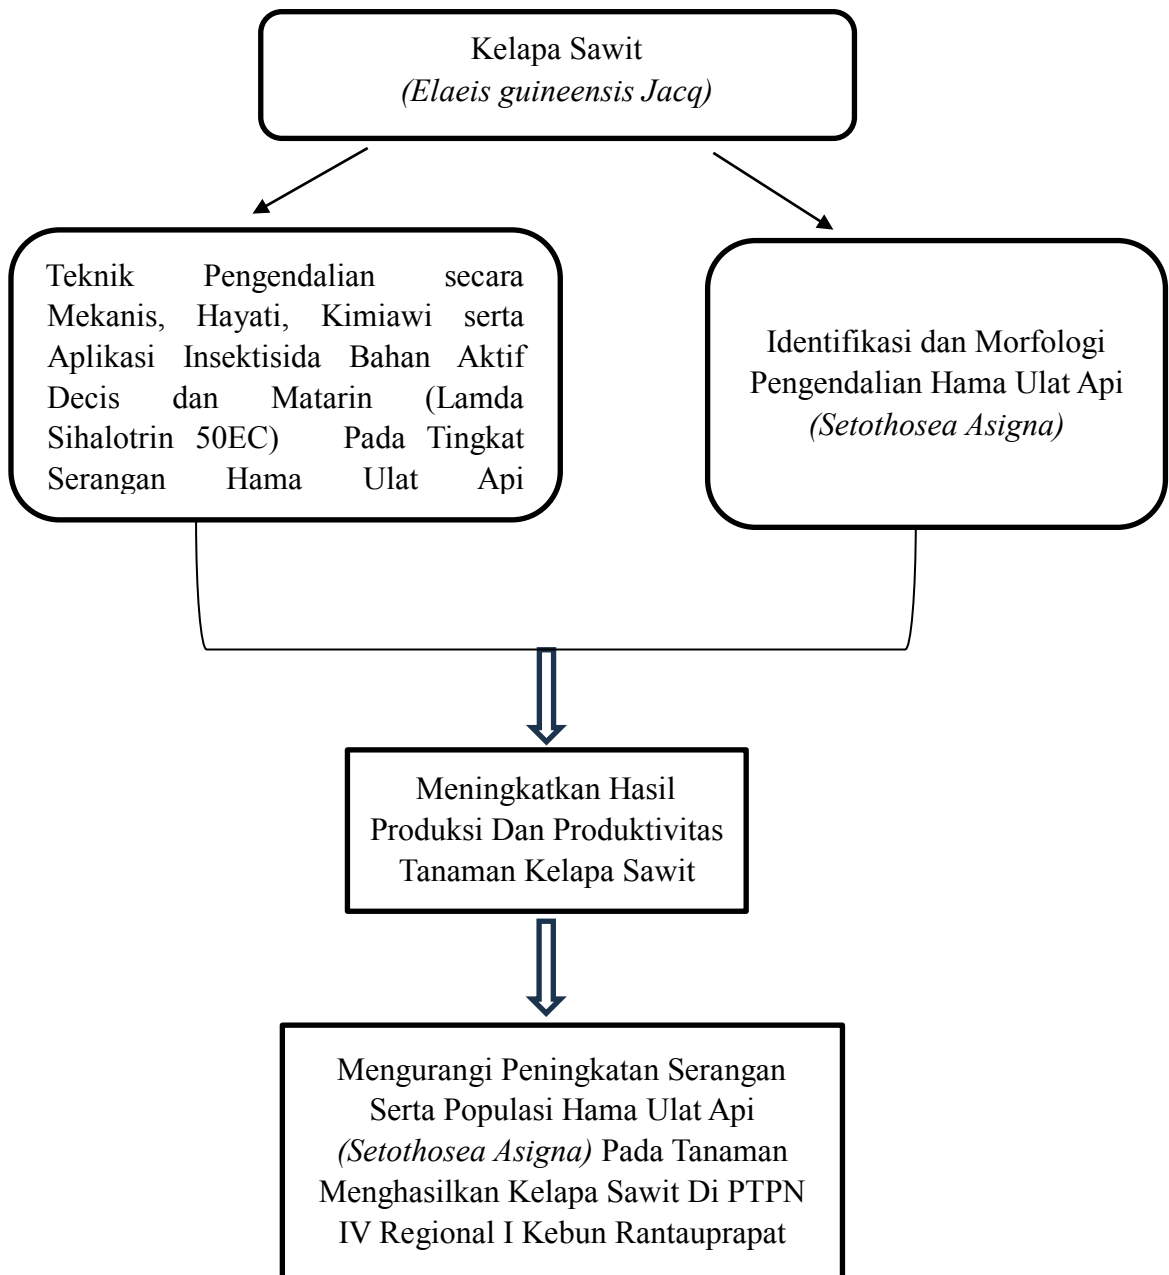 Kelapa Sawit
(Elaeis guineensis Jacq)
Teknik Pengendalian secara
Mekanis, Hayati, Kimiawi serta
Aplikasi Insektisida Bahan Aktif
Decis dan Matarin (Lamda
Sihalotrin 50EC) Pada Tingkat
Serangan Hama Ulat Api
Identifikasi dan Morfologi
Pengendalian Hama Ulat Api
(Setothosea Asigna)
Meningkatkan Hasil
Produksi Dan Produktivitas
Tanaman Kelapa Sawit
Mengurangi Peningkatan Serangan
Serta Populasi Hama Ulat Api
(Setothosea Asigna) Pada Tanaman
Menghasilkan Kelapa Sawit Di PTPN
IV Regional I Kebun Rantauprapat